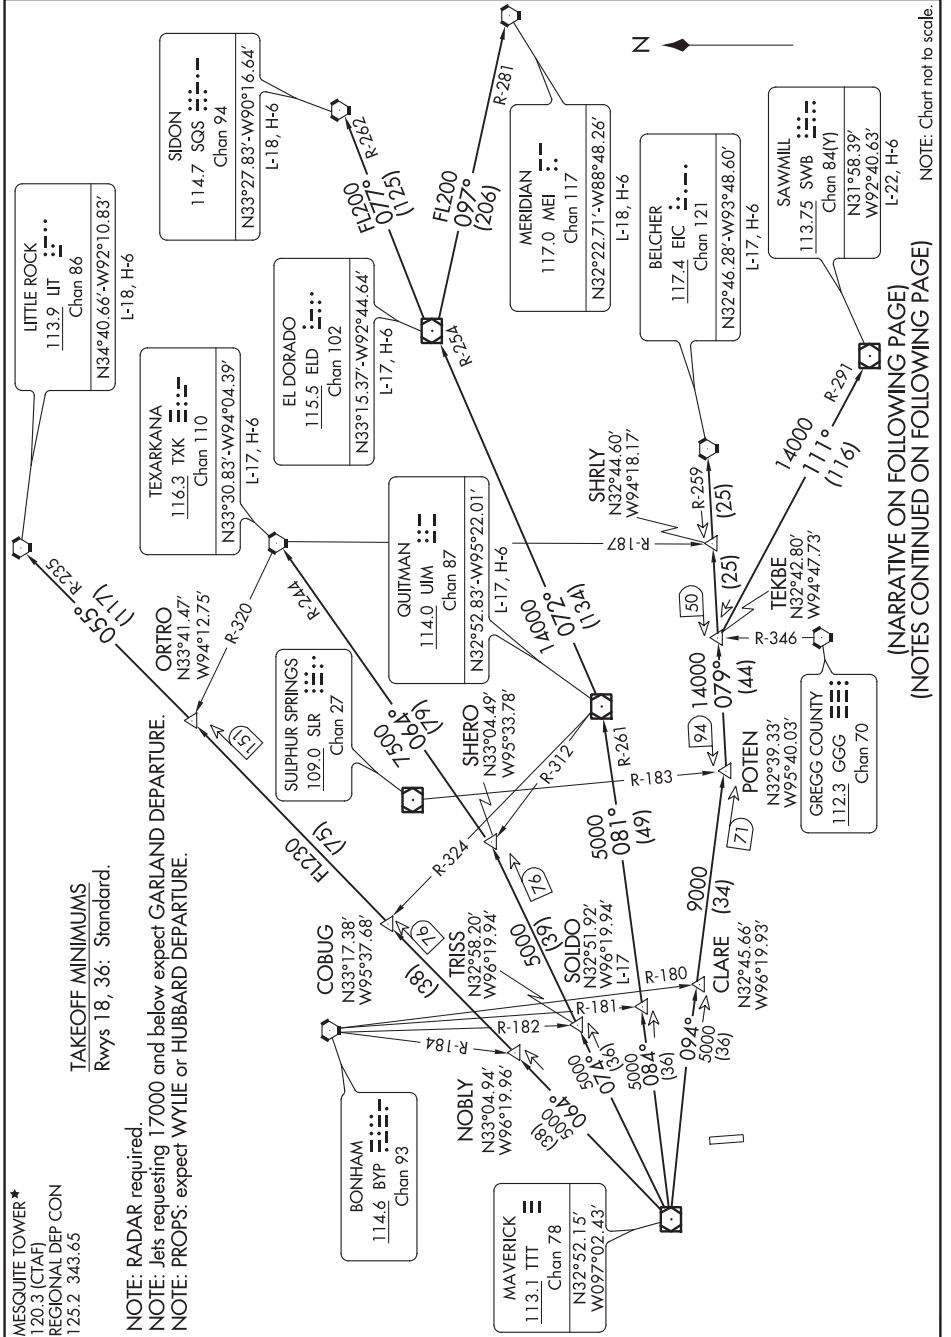 MESQUITE TOWER★
120.3 (CTAF)
REGIONAL DEP CON
125.2 343.65
TAKEOFF MINIMUMS
Rwys 18, 36: Standard.
NOTE: RADAR required.
NOTE: Jets requesting 17000 and below expect GARLAND DEPARTURE.
NOTE: PROPS: expect WYLIE or HUBBARD DEPARTURE.
LITTLE ROCK
113.9 LIT
Chan 86
N34°40.66'-W92°10.83'
L-18, H-6
SIDON
114.7 SQS
Chan 94
N33°27.83'-W90°16.64'
L-18, H-6
TEXARKANA
116.3 TXK
Chan 110
N33°30.83'-W94°04.39'
L-17, H-6
EL DORADO
115.5 ELD
Chan 102
N33°15.37'-W92°44.64'
L-17, H-6
MERIDIAN
117.0 MEI
Chan 117
N32°22.71'-W88°48.26'
L-18, H-6
BELCHER
117.4 EIC
Chan 121
N32°46.28'-W93°48.60'
L-17, H-6
SAWMILL
113.75 SWB
Chan 84(Y)
N31°58.39'
W92°40.63'
L-22, H-6
QUITMAN
114.0 UIM
Chan 87
N32°52.83'-W95°22.01'
L-17, H-6
SULPHUR SPRINGS
109.0 SLR
Chan 27
GREGG COUNTY
112.3 GGG
Chan 70
BONHAM
114.6 BYP
Chan 93
MAVERICK
113.1 TTT
Chan 78
N32°52.15'
W097°02.43'
ORTRO
N33°41.47'
W94°12.75'
COBUG
N33°17.38'
W95°37.68'
NOBLY
N33°04.94'
W96°19.96'
TRISS
N32°58.20'
W96°19.94'
SHERO
N33°04.49'
W95°33.78'
SOLDO
N32°51.92'
W96°19.94'
L-17
CLARE
N32°45.66'
W96°19.93'
POTEN
N32°39.33'
W95°40.03'
TEKBE
N32°42.80'
W94°47.73'
SHRLY
N32°44.60'
W94°18.17'
R-235
055°
(117)
R-320
151
FL230
(75)
R-324
76
(38)
R-184
5000
064°
(38)
R-244
7500
064°
(79)
R-312
76
5000
(39)
R-182
5000
074°
(36)
R-262
FL200
077°
(125)
R-281
FL200
097°
(206)
R-254
14000
072°
(134)
R-261
5000
081°
(49)
R-181
5000
084°
(36)
R-180
094°
5000
(36)
9000
(34)
71
R-183
94
14000
079°
(44)
R-346
50
(25)
R-187
R-259
(25)
14000
111°
(116)
R-291
N
NOTE: Chart not to scale.
(NARRATIVE ON FOLLOWING PAGE)
(NOTES CONTINUED ON FOLLOWING PAGE)